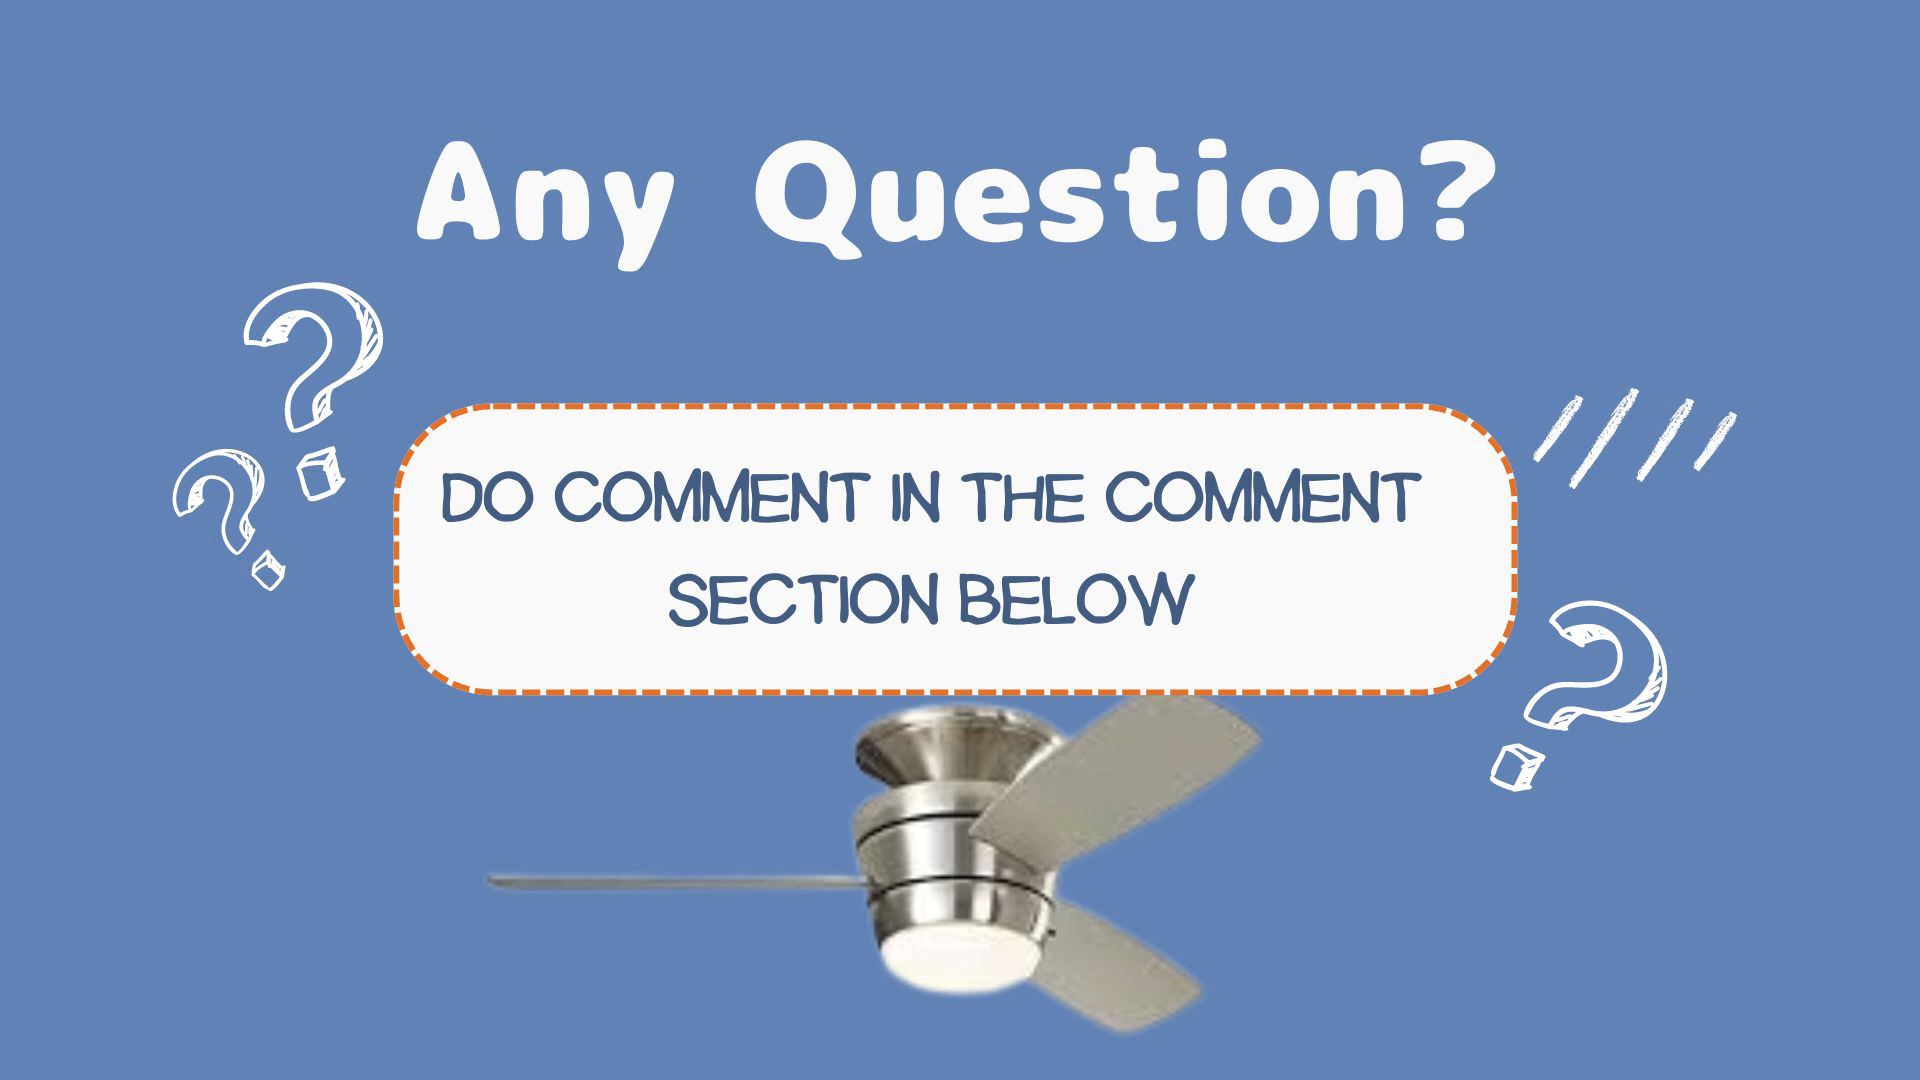 Any Question?
DO COMMENT IN THE COMMENT
SECTION BELOW